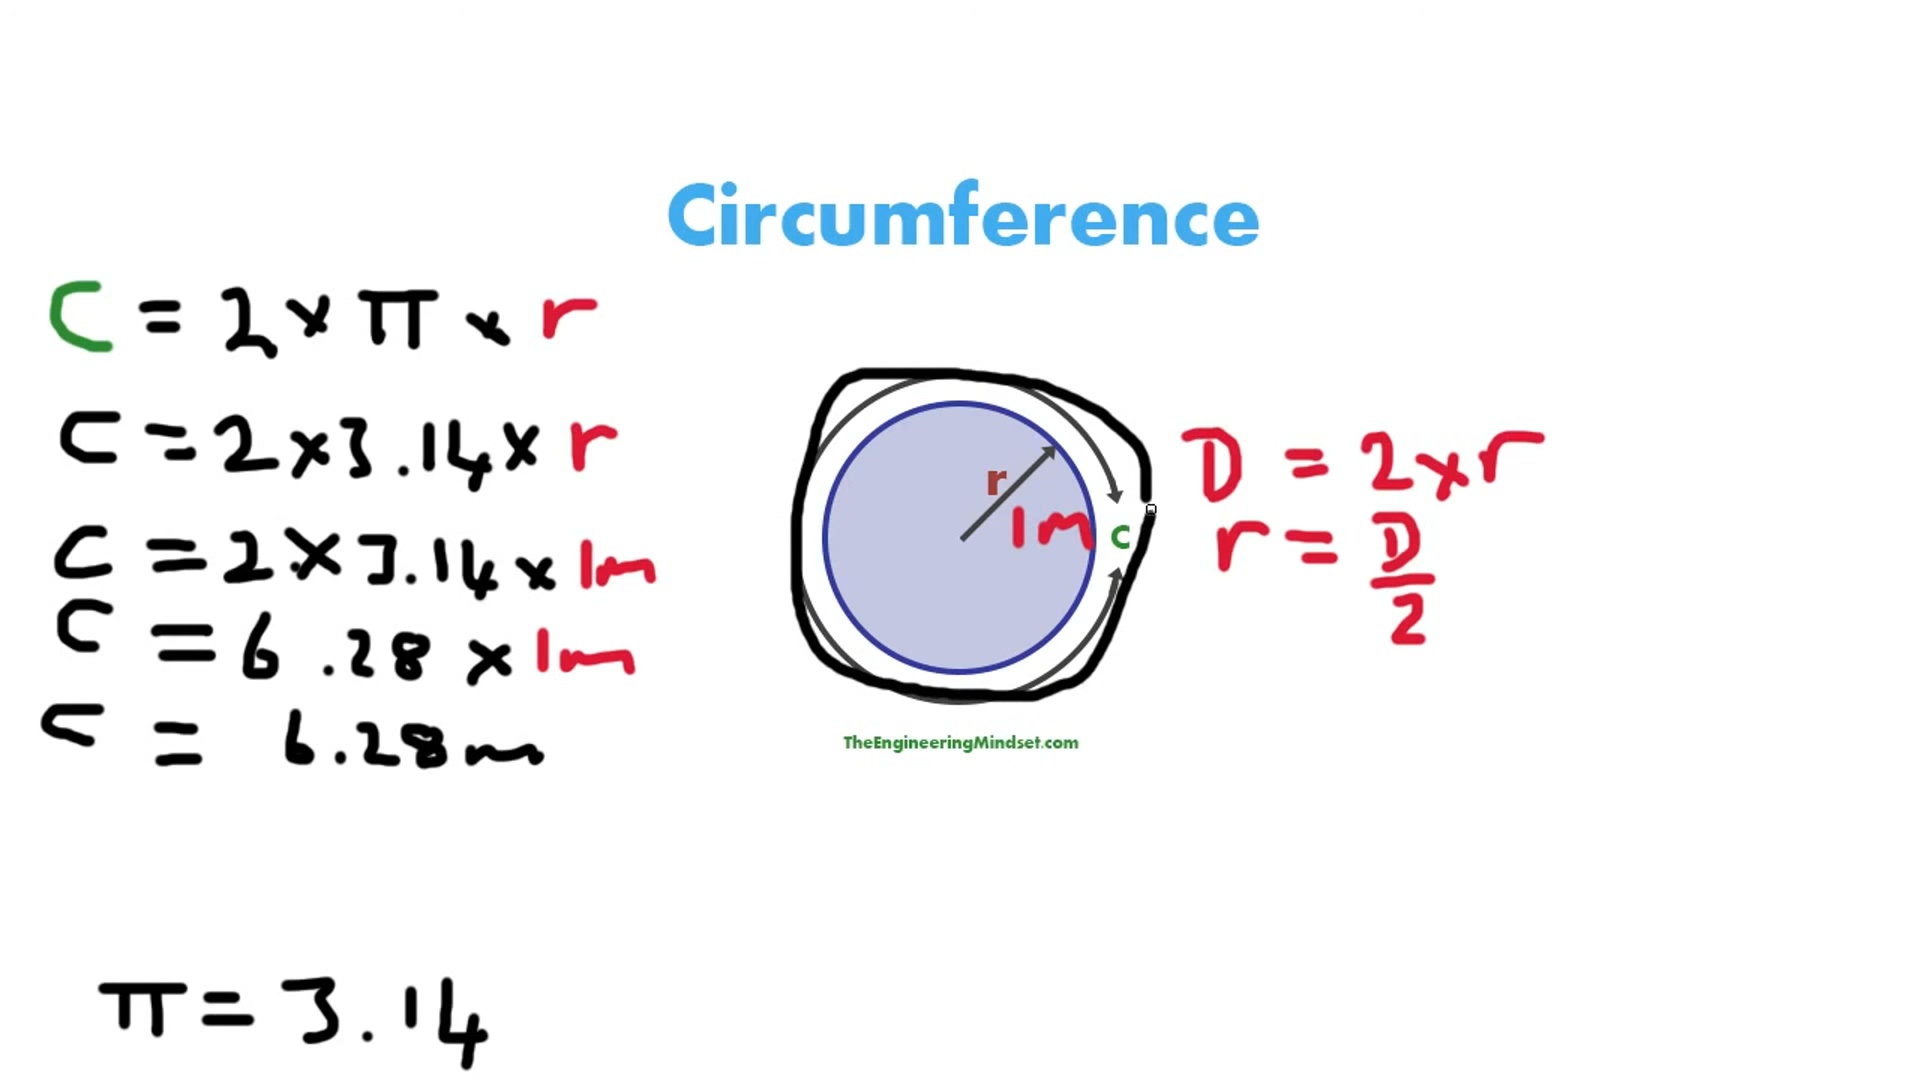 Circumference
C = 2 × π × r
C = 2 × 3.14 × r
C = 2 × 3.14 × 1m
C = 6.28 × 1m
C = 6.28m
π = 3.14
r
1m
c
TheEngineeringMindset.com
D = 2 × r
r = D/2